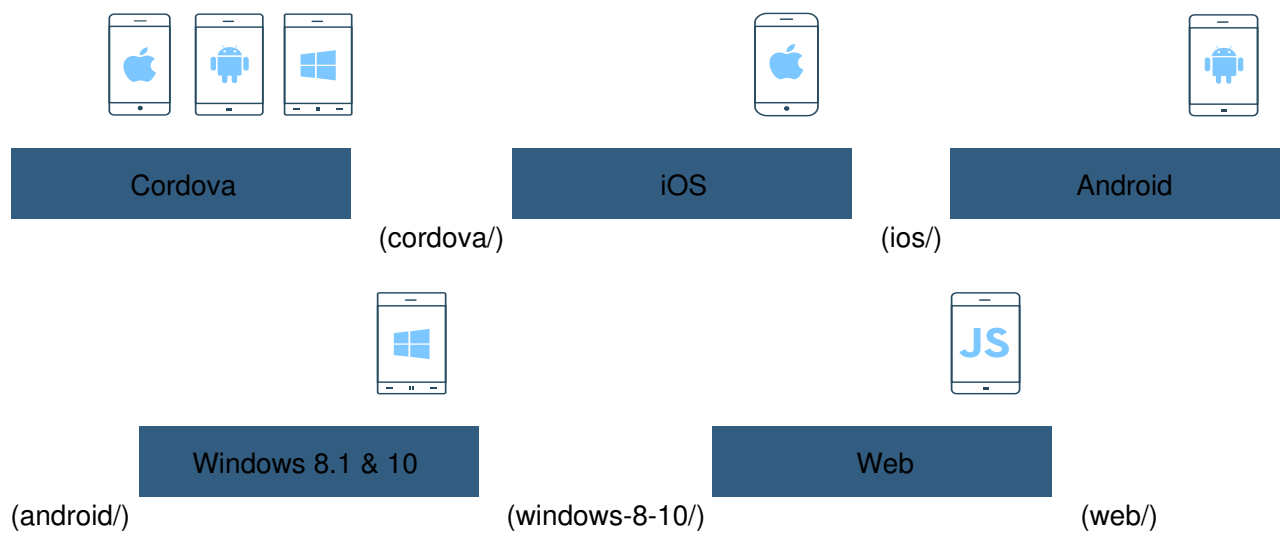 Cordova
iOS
Android
(cordova/)
(ios/)
JS
Windows 8.1 & 10
Web
(android/)
(windows-8-10/)
(web/)